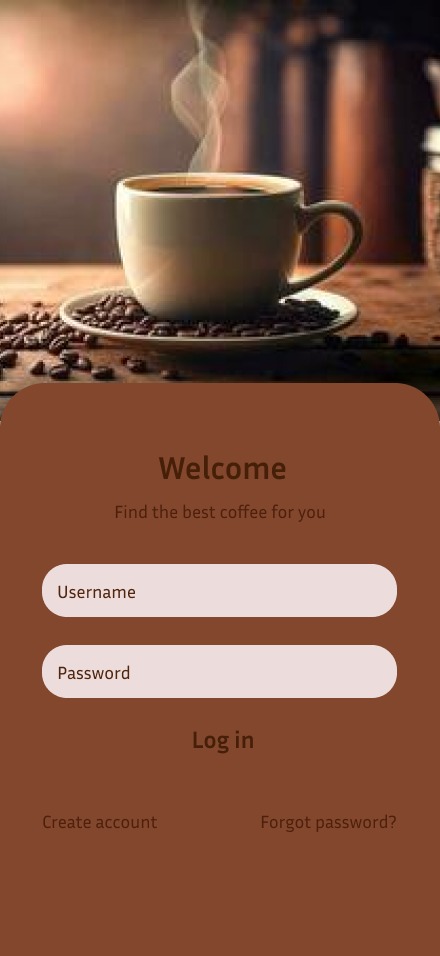 Welcome
Find the best coffee for you
Username
Password
Log in
Create account
Forgot password?